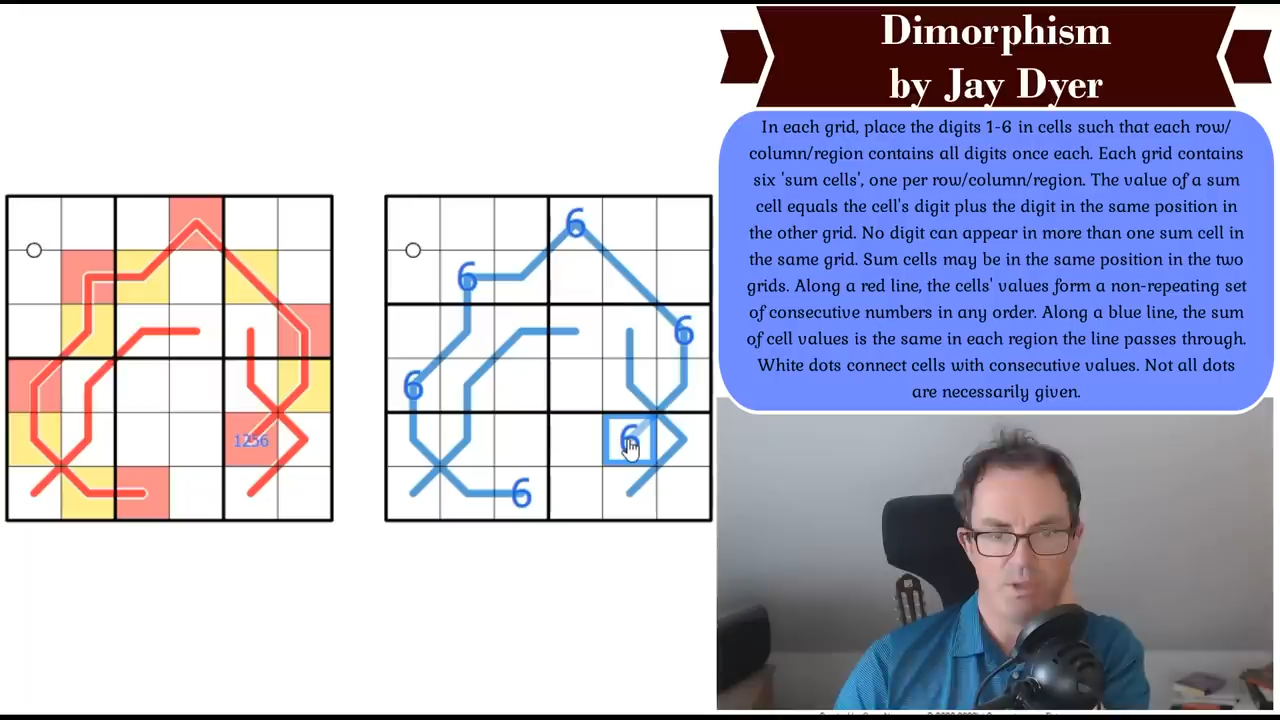 Dimorphism
by Jay Dyer
In each grid, place the digits 1-6 in cells such that each row/
column/region contains all digits once each. Each grid contains
six 'sum cells', one per row/column/region. The value of a sum
cell equals the cell's digit plus the digit in the same position in
the other grid. No digit can appear in more than one sum cell in
the same grid. Sum cells may be in the same position in the two
grids. Along a red line, the cells' values form a non-repeating set
of consecutive numbers in any order. Along a blue line, the sum
of cell values is the same in each region the line passes through.
White dots connect cells with consecutive values. Not all dots
are necessarily given.
6
6
6
6
1256
6
6